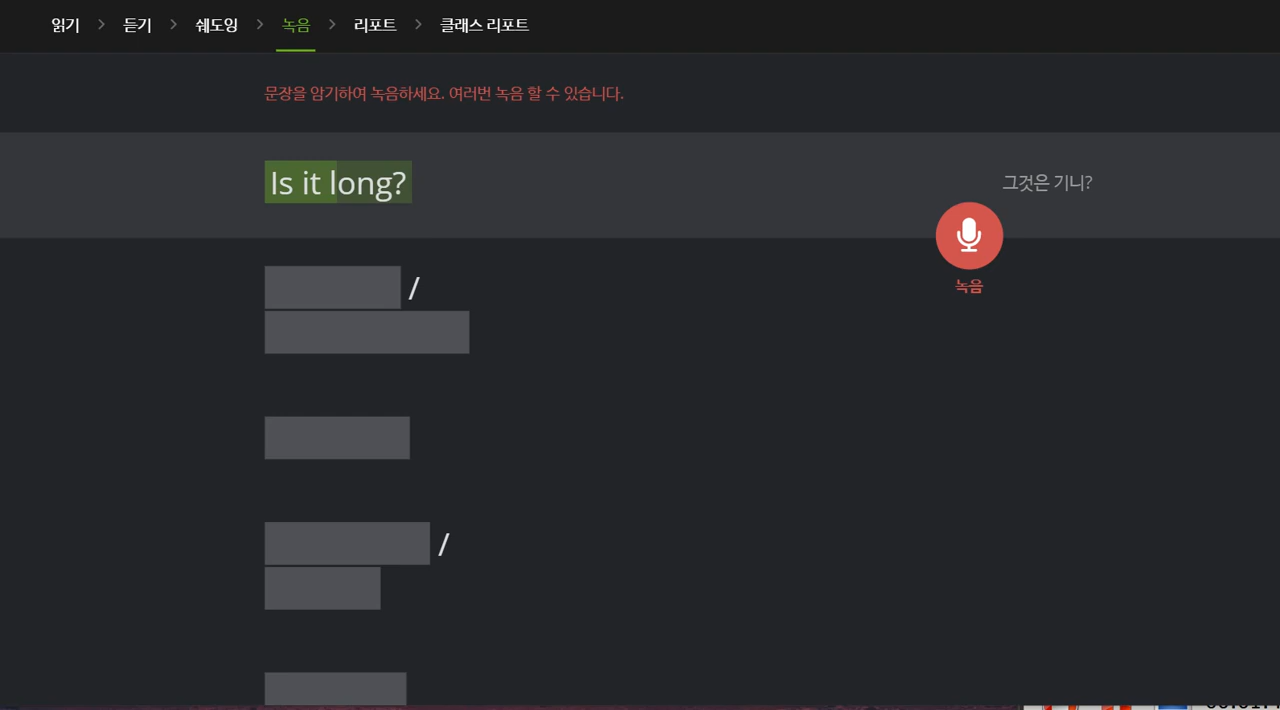 읽기 > 듣기 > 쉐도잉 > 녹음 > 리포트 > 클래스 리포트
문장을 암기하여 녹음하세요. 여러번 녹음 할 수 있습니다.
Is it long?
그것은 기니?
녹음
/
/